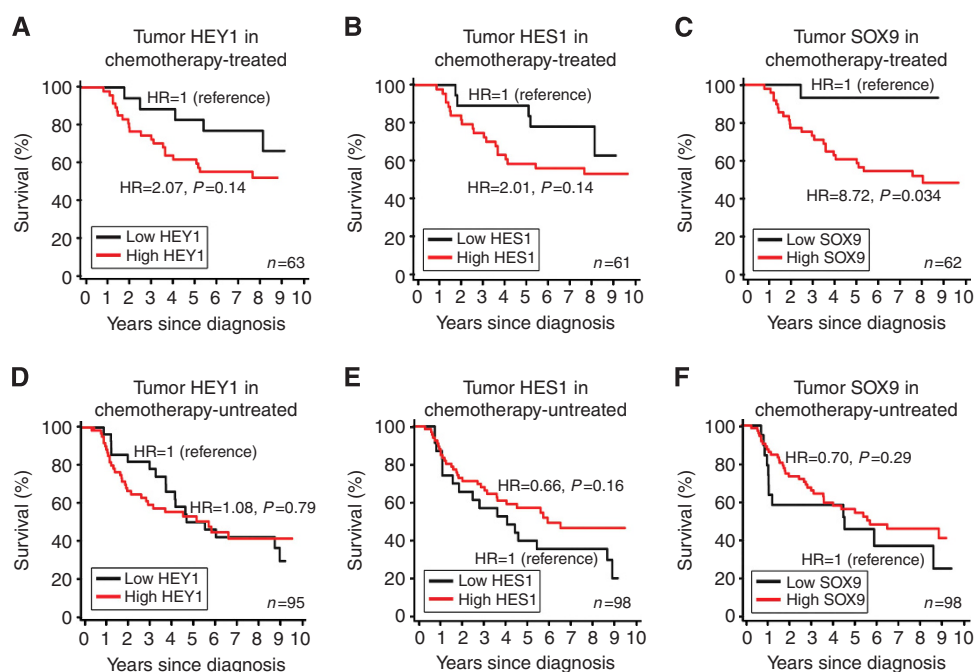 A
Tumor HEY1 in
chemotherapy-treated
Survival (%)
100
80
60
40
20
0
HR=1 (reference)
HR=2.07, P=0.14
Low HEY1
High HEY1
n=63
0 1 2 3 4 5 6 7 8 9 10
Years since diagnosis
B
Tumor HES1 in
chemotherapy-treated
Survival (%)
100
80
60
40
20
0
HR=1 (reference)
HR=2.01, P=0.14
Low HES1
High HES1
n=61
0 1 2 3 4 5 6 7 8 9 10
Years since diagnosis
C
Tumor SOX9 in
chemotherapy-treated
Survival (%)
100
80
60
40
20
0
HR=1 (reference)
HR=8.72, P=0.034
Low SOX9
High SOX9
n=62
0 1 2 3 4 5 6 7 8 9 10
Years since diagnosis
D
Tumor HEY1 in
chemotherapy-untreated
Survival (%)
100
80
60
40
20
0
HR=1 (reference)
HR=1.08, P=0.79
Low HEY1
High HEY1
n=95
0 1 2 3 4 5 6 7 8 9 10
Years since diagnosis
E
Tumor HES1 in
chemotherapy-untreated
Survival (%)
100
80
60
40
20
0
HR=0.66, P=0.16
HR=1 (reference)
Low HES1
High HES1
n=98
0 1 2 3 4 5 6 7 8 9 10
Years since diagnosis
F
Tumor SOX9 in
chemotherapy-untreated
Survival (%)
100
80
60
40
20
0
HR=0.70, P=0.29
HR=1 (reference)
Low SOX9
High SOX9
n=98
0 1 2 3 4 5 6 7 8 9 10
Years since diagnosis